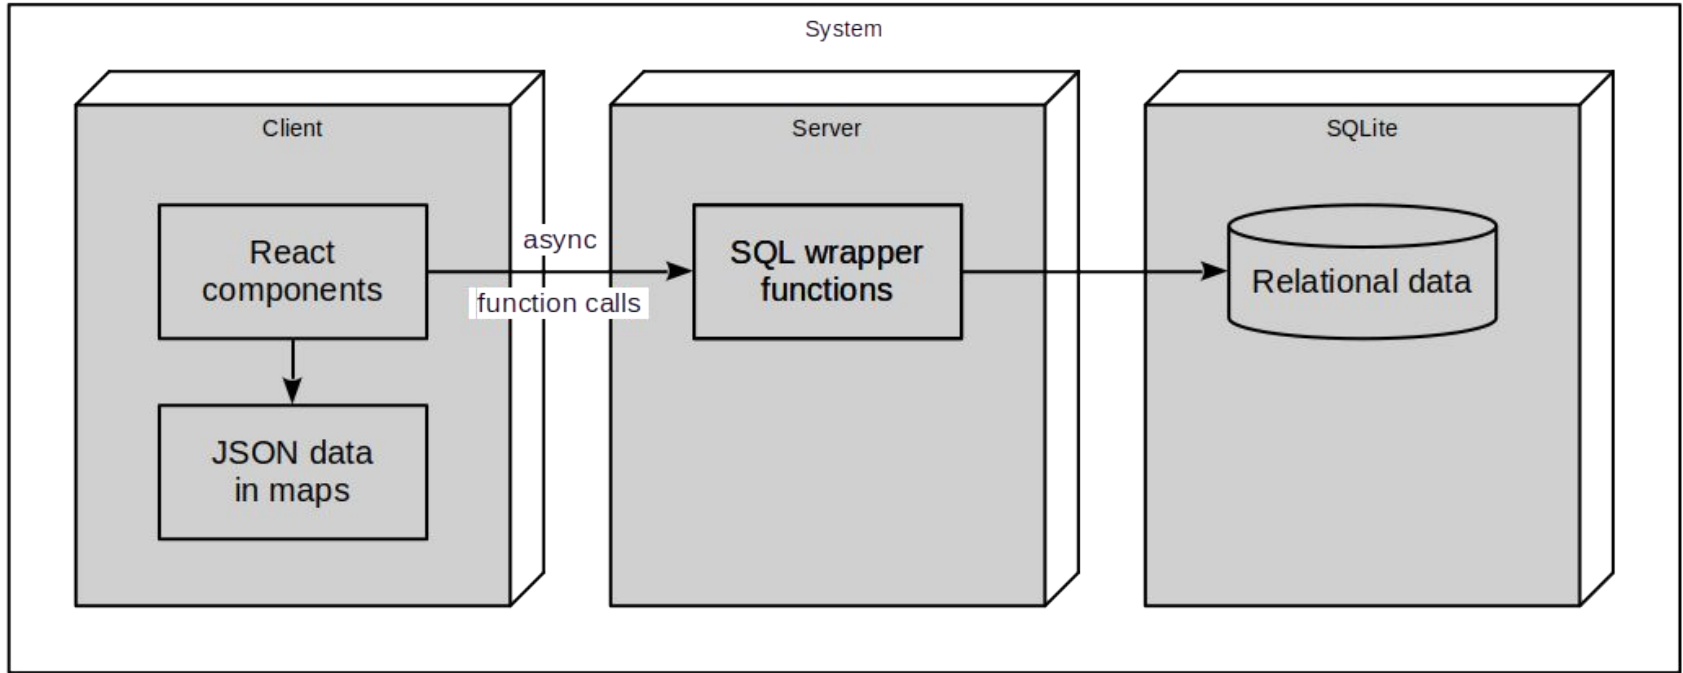 System
Client
Server
SQLite
React
components
async
function calls
SQL wrapper
functions
Relational data
JSON data
in maps